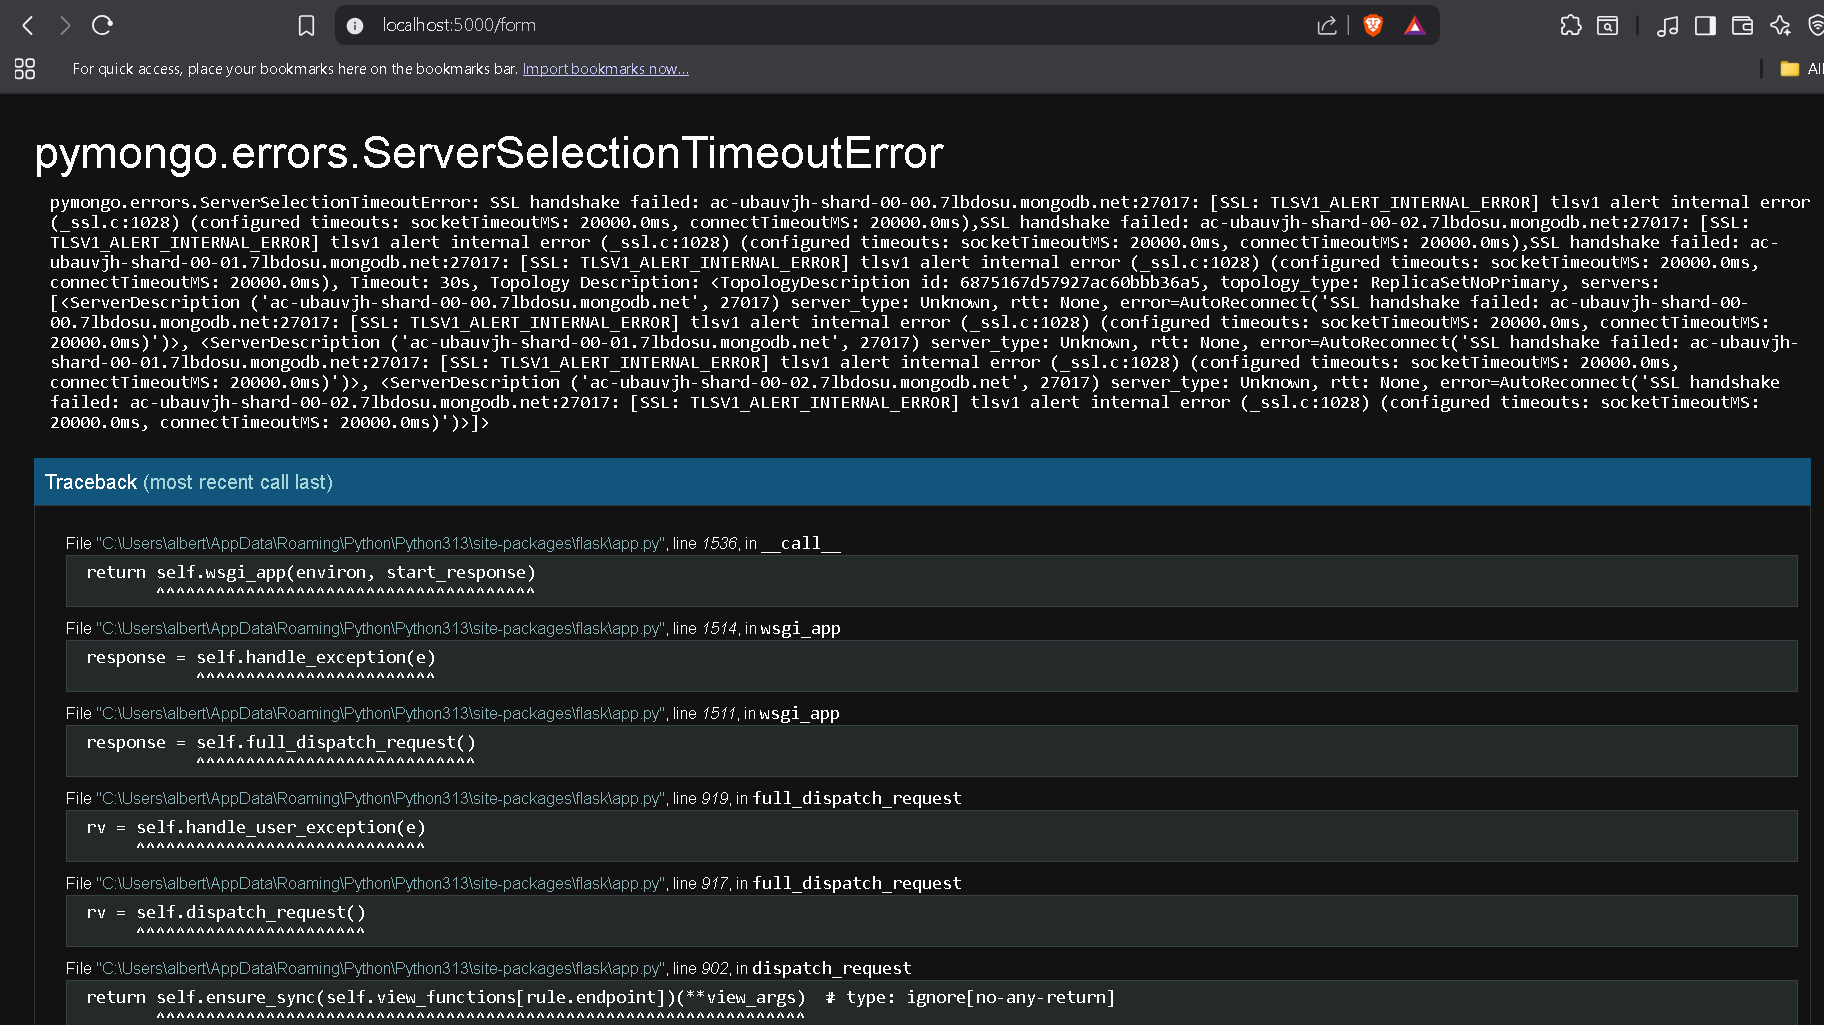 localhost:5000/form
For quick access, place your bookmarks here on the bookmarks bar. Import bookmarks now...
All
pymongo.errors.ServerSelectionTimeoutError
pymongo.errors.ServerSelectionTimeoutError: SSL handshake failed: ac-ubauvjh-shard-00-00.7lbdosu.mongodb.net:27017: [SSL: TLSV1_ALERT_INTERNAL_ERROR] tlsv1 alert internal error
(_ssl.c:1028) (configured timeouts: socketTimeoutMS: 20000.0ms, connectTimeoutMS: 20000.0ms),SSL handshake failed: ac-ubauvjh-shard-00-02.7lbdosu.mongodb.net:27017: [SSL:
TLSV1_ALERT_INTERNAL_ERROR] tlsv1 alert internal error (_ssl.c:1028) (configured timeouts: socketTimeoutMS: 20000.0ms, connectTimeoutMS: 20000.0ms),SSL handshake failed: ac-
ubauvjh-shard-00-01.7lbdosu.mongodb.net:27017: [SSL: TLSV1_ALERT_INTERNAL_ERROR] tlsv1 alert internal error (_ssl.c:1028) (configured timeouts: socketTimeoutMS: 20000.0ms,
connectTimeoutMS: 20000.0ms), Timeout: 30s, Topology Description: <TopologyDescription id: 6875167d57927ac60bbb36a5, topology_type: ReplicaSetNoPrimary, servers:
[<ServerDescription ('ac-ubauvjh-shard-00-00.7lbdosu.mongodb.net', 27017) server_type: Unknown, rtt: None, error=AutoReconnect('SSL handshake failed: ac-ubauvjh-shard-00-
00.7lbdosu.mongodb.net:27017: [SSL: TLSV1_ALERT_INTERNAL_ERROR] tlsv1 alert internal error (_ssl.c:1028) (configured timeouts: socketTimeoutMS: 20000.0ms, connectTimeoutMS:
20000.0ms)')>, <ServerDescription ('ac-ubauvjh-shard-00-01.7lbdosu.mongodb.net', 27017) server_type: Unknown, rtt: None, error=AutoReconnect('SSL handshake failed: ac-ubauvjh-
shard-00-01.7lbdosu.mongodb.net:27017: [SSL: TLSV1_ALERT_INTERNAL_ERROR] tlsv1 alert internal error (_ssl.c:1028) (configured timeouts: socketTimeoutMS: 20000.0ms,
connectTimeoutMS: 20000.0ms)')>, <ServerDescription ('ac-ubauvjh-shard-00-02.7lbdosu.mongodb.net', 27017) server_type: Unknown, rtt: None, error=AutoReconnect('SSL handshake
failed: ac-ubauvjh-shard-00-02.7lbdosu.mongodb.net:27017: [SSL: TLSV1_ALERT_INTERNAL_ERROR] tlsv1 alert internal error (_ssl.c:1028) (configured timeouts: socketTimeoutMS:
20000.0ms, connectTimeoutMS: 20000.0ms)')>]>
Traceback (most recent call last)
File "C:\Users\albert\AppData\Roaming\Python\Python313\site-packages\flask\app.py", line 1536, in __call__
return self.wsgi_app(environ, start_response)
^^^^^^^^^^^^^^^^^^^^^^^^^^^^^^^^^^^^^^
File "C:\Users\albert\AppData\Roaming\Python\Python313\site-packages\flask\app.py", line 1514, in wsgi_app
response = self.handle_exception(e)
^^^^^^^^^^^^^^^^^^^^^^^^
File "C:\Users\albert\AppData\Roaming\Python\Python313\site-packages\flask\app.py", line 1511, in wsgi_app
response = self.full_dispatch_request()
^^^^^^^^^^^^^^^^^^^^^^^^^^^^
File "C:\Users\albert\AppData\Roaming\Python\Python313\site-packages\flask\app.py", line 919, in full_dispatch_request
rv = self.handle_user_exception(e)
^^^^^^^^^^^^^^^^^^^^^^^^^^^^^
File "C:\Users\albert\AppData\Roaming\Python\Python313\site-packages\flask\app.py", line 917, in full_dispatch_request
rv = self.dispatch_request()
^^^^^^^^^^^^^^^^^^^^^^^
File "C:\Users\albert\AppData\Roaming\Python\Python313\site-packages\flask\app.py", line 902, in dispatch_request
return self.ensure_sync(self.view_functions[rule.endpoint])(**view_args)  # type: ignore[no-any-return]
^^^^^^^^^^^^^^^^^^^^^^^^^^^^^^^^^^^^^^^^^^^^^^^^^^^^^^^^^^^^^^^^^